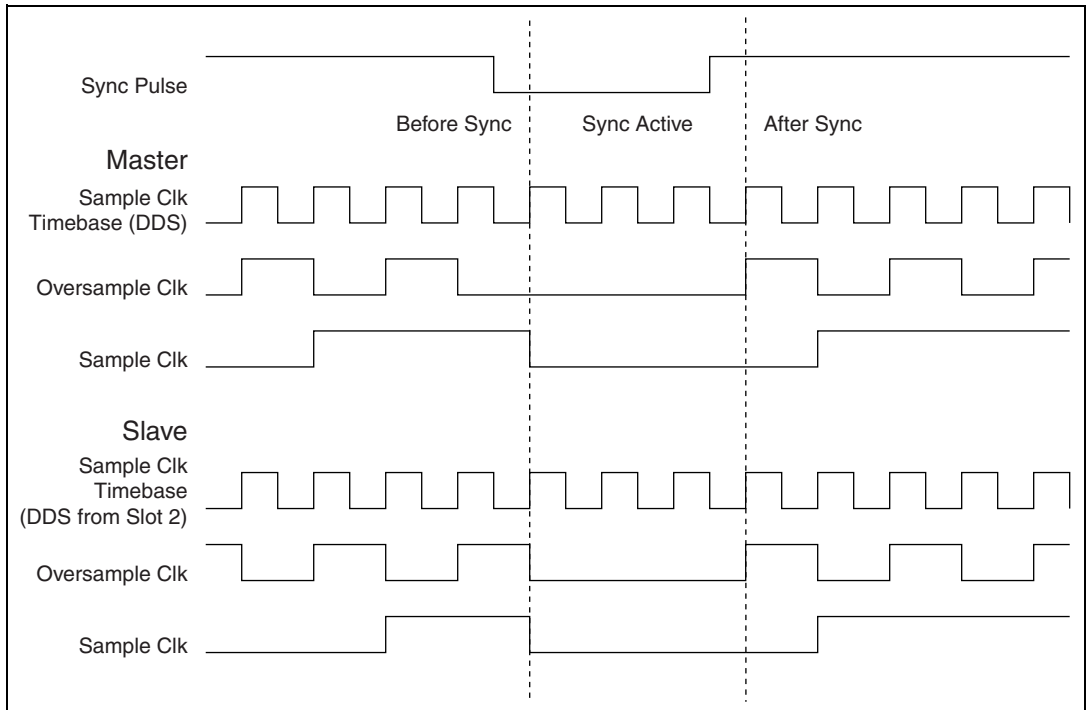 Sync Pulse
Before Sync
Sync Active
After Sync
Master
Sample Clk
Timebase (DDS)
Oversample Clk
Sample Clk
Slave
Sample Clk
Timebase
(DDS from Slot 2)
Oversample Clk
Sample Clk